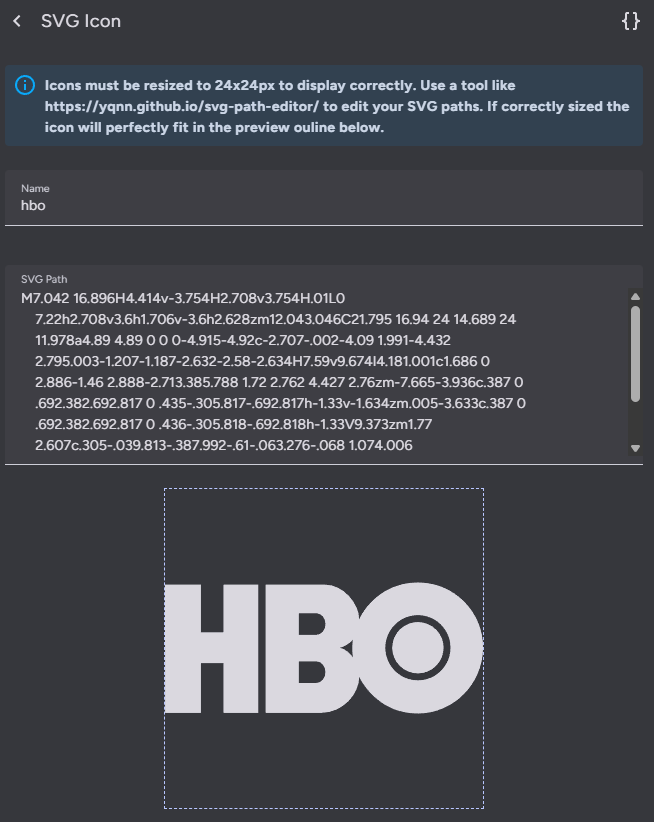 SVG Icon
{}
Icons must be resized to 24x24px to display correctly. Use a tool like
https://yqnn.github.io/svg-path-editor/ to edit your SVG paths. If correctly sized the
icon will perfectly fit in the preview ouline below.
Name
hbo
SVG Path
M7.042 16.896H4.414v-3.754H2.708v3.754H.01L0
7.22h2.708v3.6h1.706v-3.6h2.628zm12.043.046C21.795 16.94 24 14.689 24
11.978a4.89 4.89 0 0 0-4.915-4.92c-2.707-.002-4.09 1.991-4.432
2.795.003-1.207-1.187-2.632-2.58-2.634H7.59v9.674l4.181.001c1.686 0
2.886-1.46 2.888-2.713.385.788 1.72 2.762 4.427 2.76zm-7.665-3.936c.387 0
.692.382.692.817 0 .435-.305.817-.692.817h-1.33v-1.634zm.005-3.633c.387 0
.692.382.692.817 0 .436-.305.818-.692.818h-1.33V9.373zm1.77
2.607c.305-.039.813-.387.992-.61-.063.276-.068 1.074.006
HBO